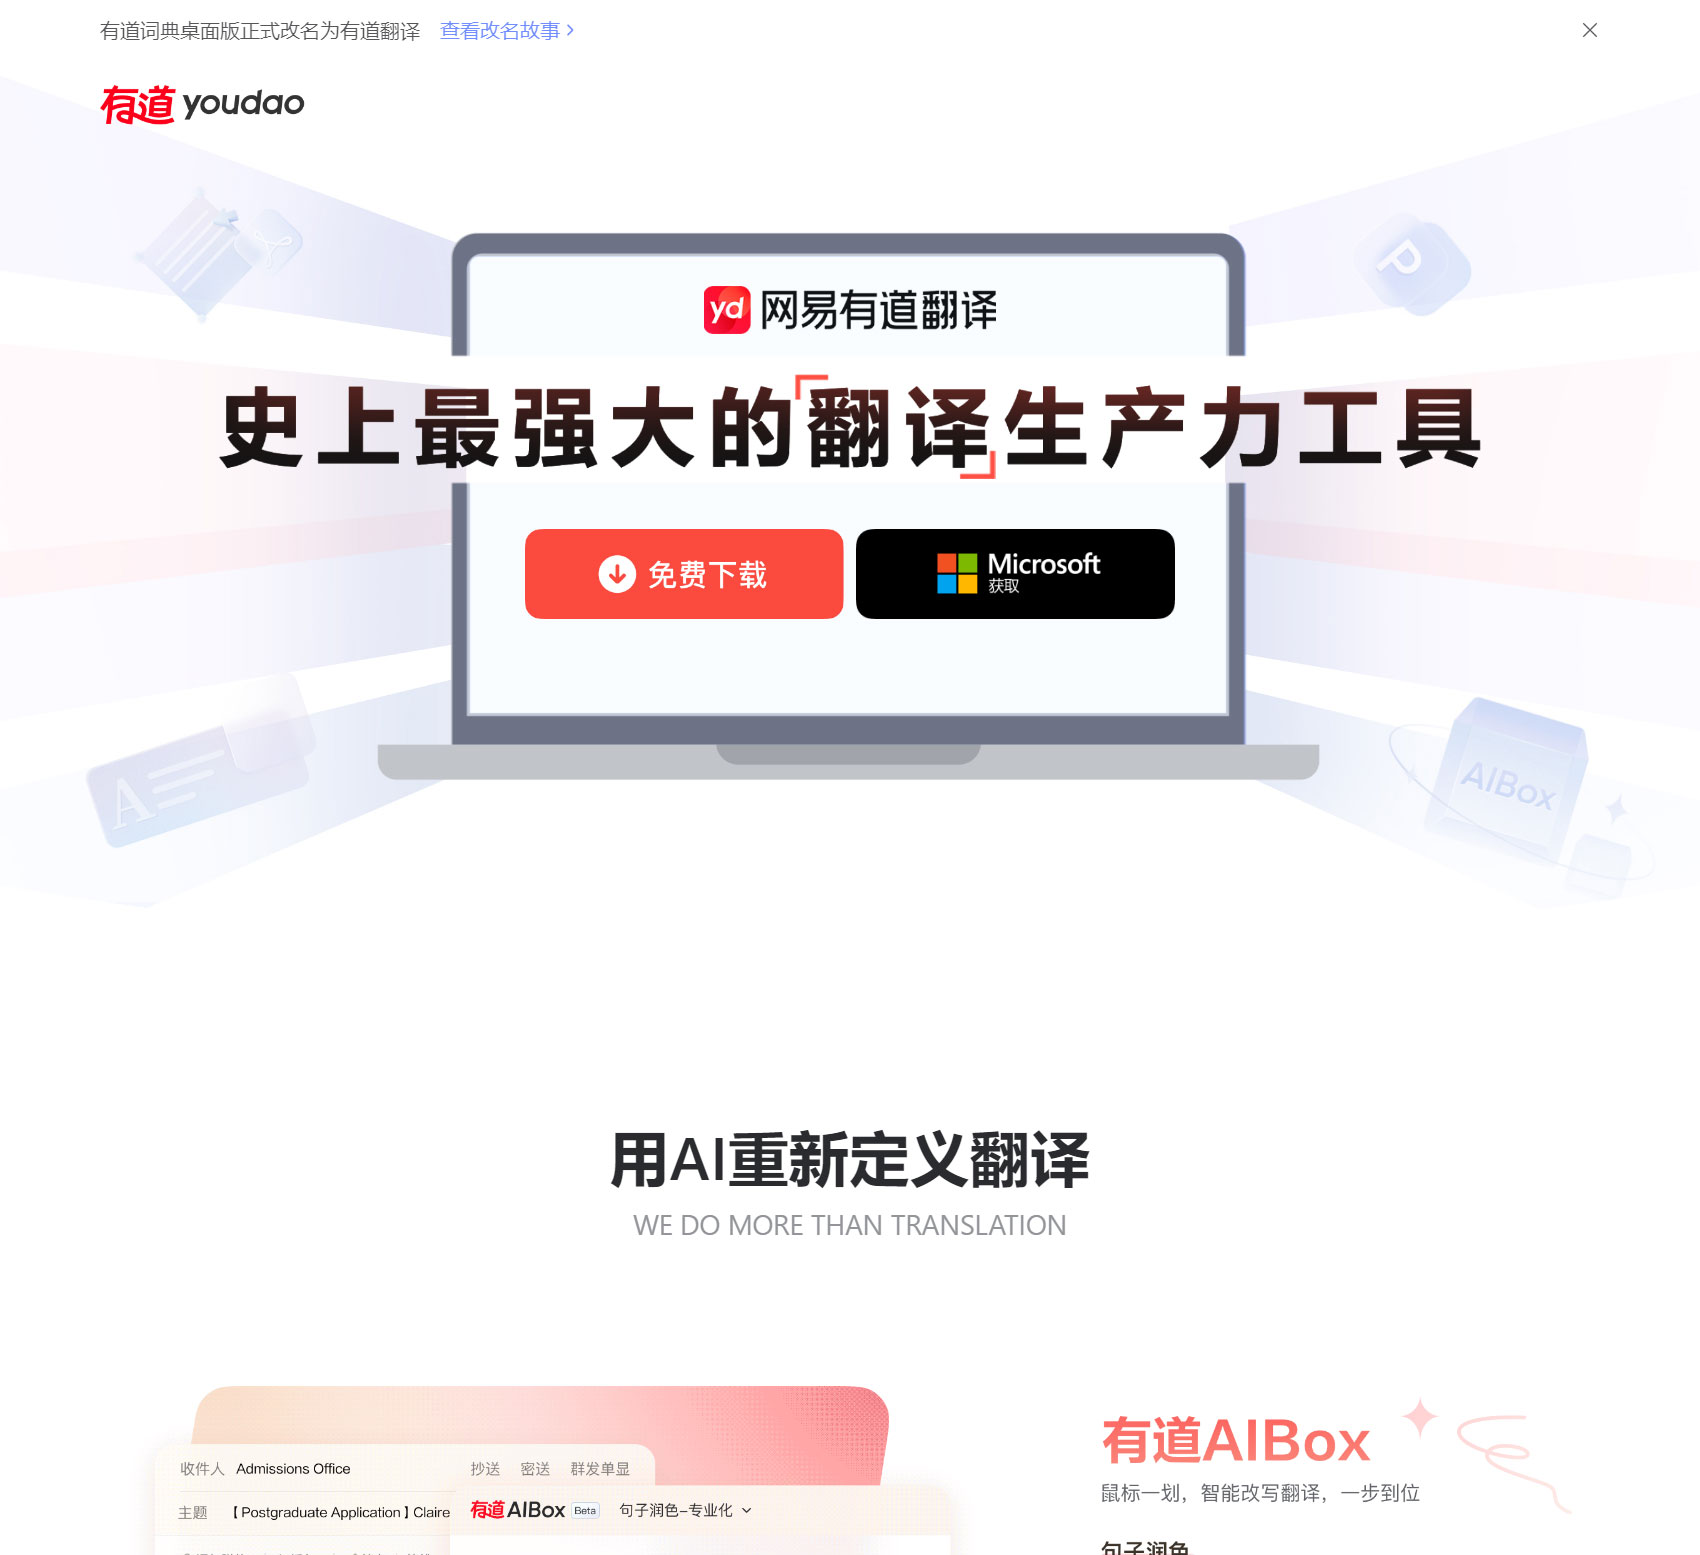 有道词典桌面版正式改名为有道翻译 查看改名故事
有道 youdao
yd 网易有道翻译
史上最强大的翻译生产力工具
免费下载
Microsoft
获取
P
A
AIBox
用AI重新定义翻译
WE DO MORE THAN TRANSLATION
收件人 Admissions Office 抄送 密送 群发单显
主题 【Postgraduate Application】Claire
有道AIBox Beta 句子润色-专业化
有道AIBox
鼠标一划，智能改写翻译，一步到位
句子润色